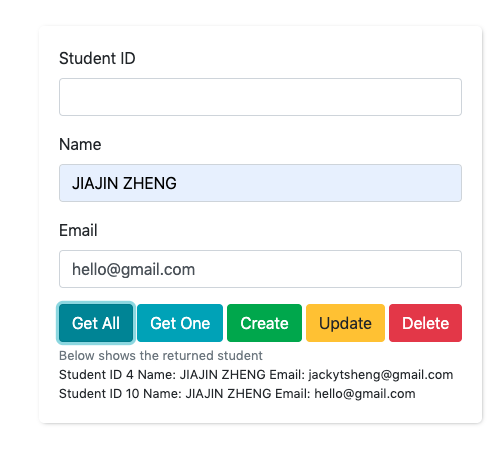 Student ID
Name
JIAJIN ZHENG
Email
hello@gmail.com
Get All Get One Create Update Delete
Below shows the returned student
Student ID 4 Name: JIAJIN ZHENG Email: jackytsheng@gmail.com
Student ID 10 Name: JIAJIN ZHENG Email: hello@gmail.com